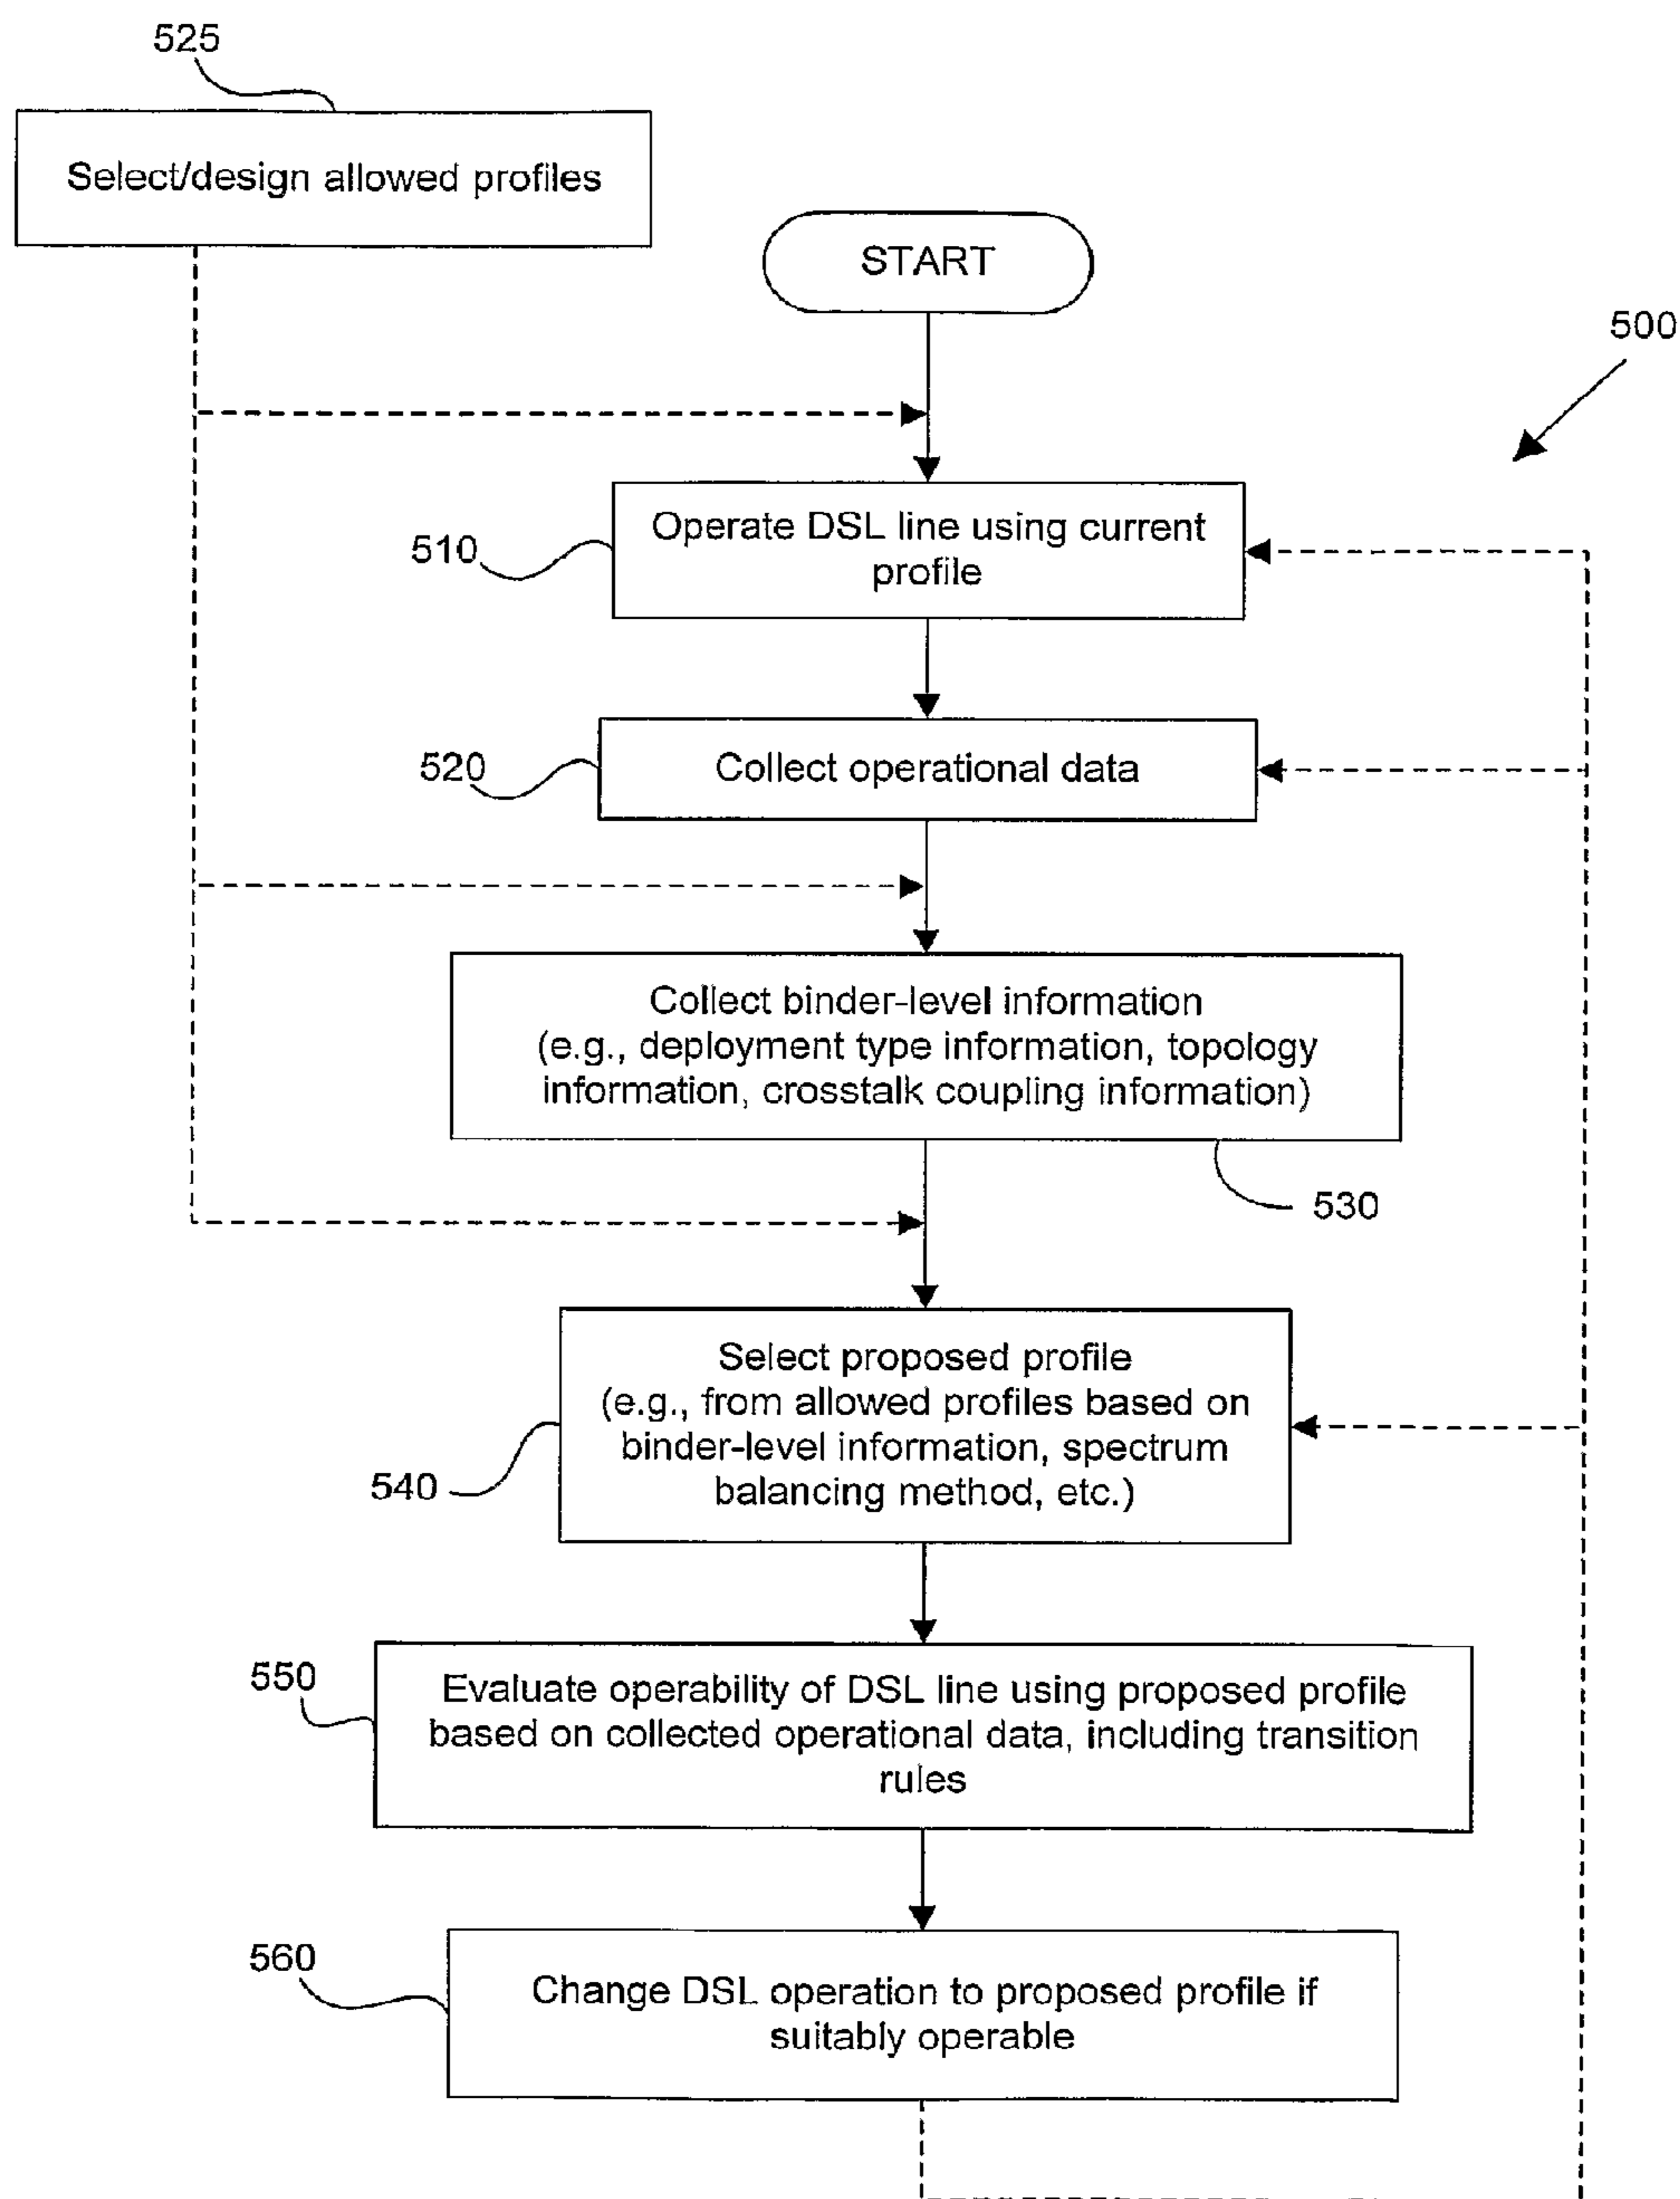 525
Select/design allowed profiles
START
500
Operate DSL line using current
profile
510
Collect operational data
520
Collect binder-level information
(e.g., deployment type information, topology
information, crosstalk coupling information)
530
Select proposed profile
(e.g., from allowed profiles based on
binder-level information, spectrum
balancing method, etc.)
540
550
Evaluate operability of DSL line using proposed profile
based on collected operational data, including transition
rules
560
Change DSL operation to proposed profile if
suitably operable